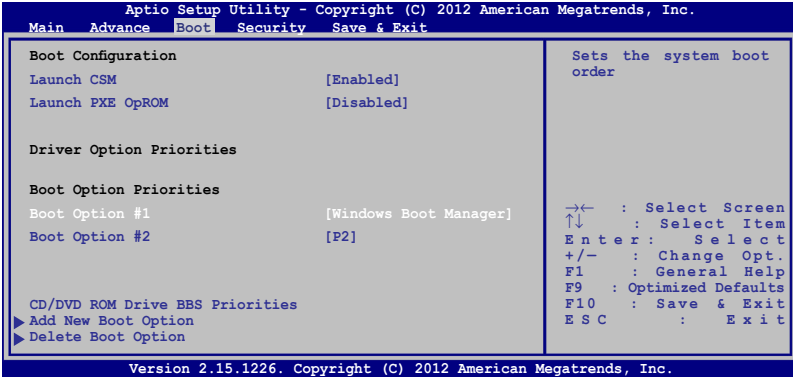 Aptio Setup Utility - Copyright (C) 2012 American Megatrends, Inc.
Main Advance Boot Security Save & Exit
Boot Configuration
Launch CSM [Enabled]
Launch PXE OpROM [Disabled]
Driver Option Priorities
Boot Option Priorities
Boot Option #1 [Windows Boot Manager]
Boot Option #2 [P2]
CD/DVD ROM Drive BBS Priorities
Add New Boot Option
Delete Boot Option
Sets the system boot
order
→← : Select Screen
↑↓ : Select Item
Enter: Select
+/— : Change Opt.
F1 : General Help
F9 : Optimized Defaults
F10 : Save & Exit
ESC : Exit
Version 2.15.1226. Copyright (C) 2012 American Megatrends, Inc.